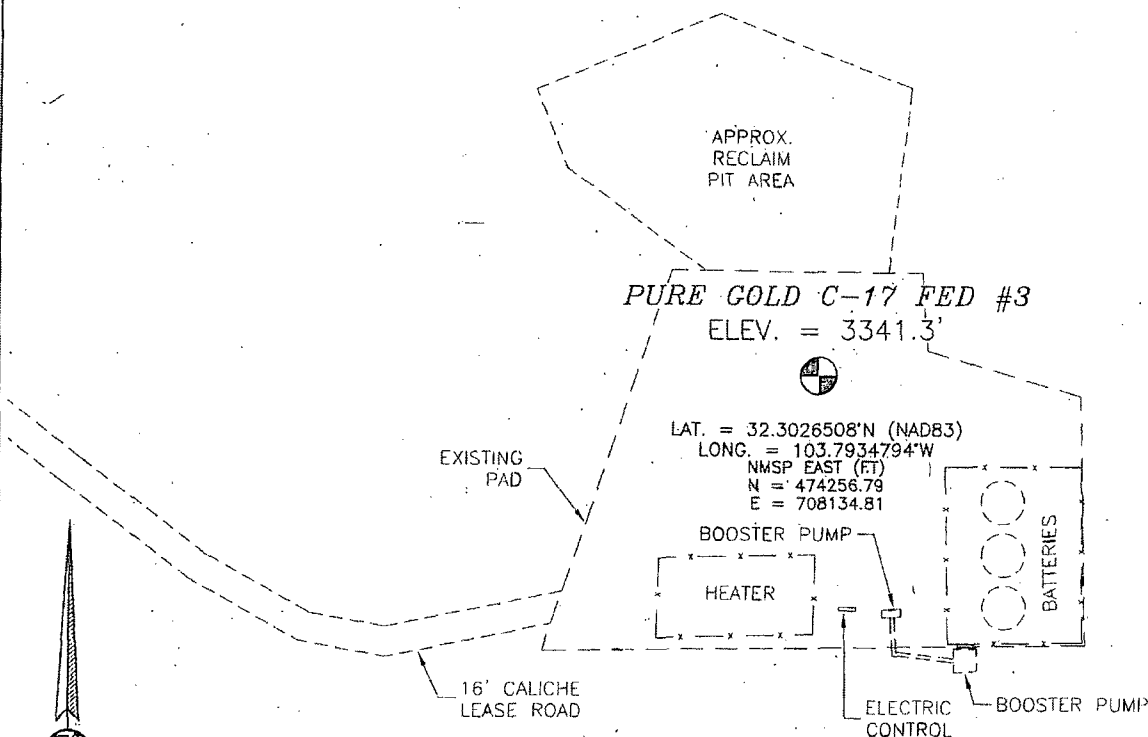 APPROX.
RECLAIM
PIT AREA
PURE GOLD C-17 FED #3
ELEV. = 3341.3'
LAT. = 32.3026508°N (NAD83)
LONG. = 103.7934794°W
NMSP EAST (FT)
N = 474256.79
E = 708134.81
EXISTING
PAD
BOOSTER PUMP
HEATER
BATTERIES
16' CALICHE
LEASE ROAD
ELECTRIC
CONTROL
BOOSTER PUMP